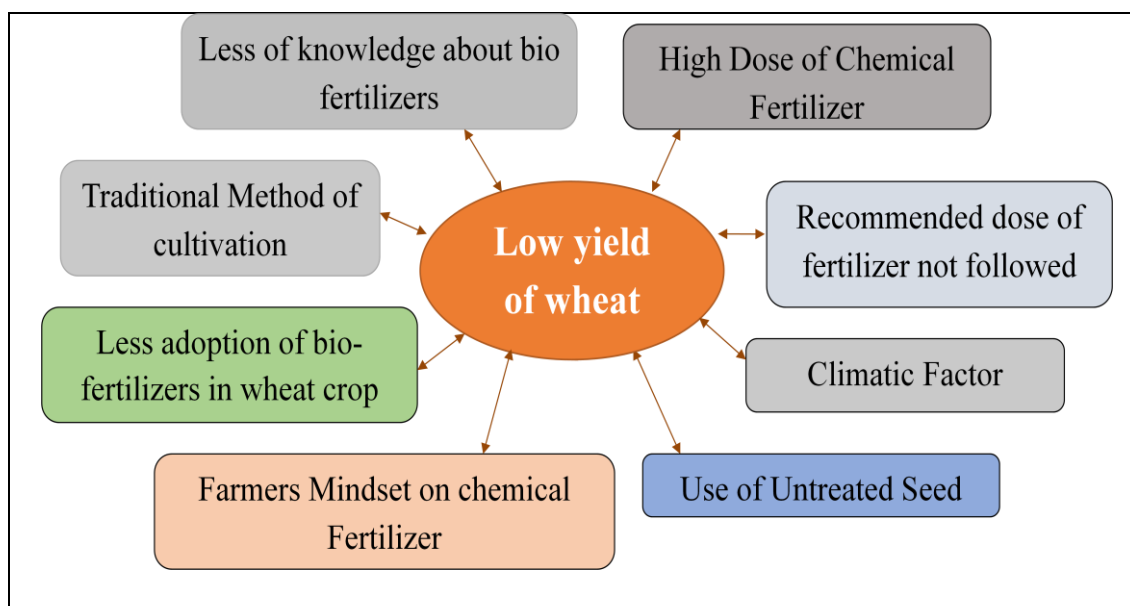 Less of knowledge about bio
fertilizers
High Dose of Chemical
Fertilizer
Traditional Method of
cultivation
Low yield
of wheat
Recommended dose of
fertilizer not followed
Less adoption of bio-
fertilizers in wheat crop
Climatic Factor
Farmers Mindset on chemical
Fertilizer
Use of Untreated Seed